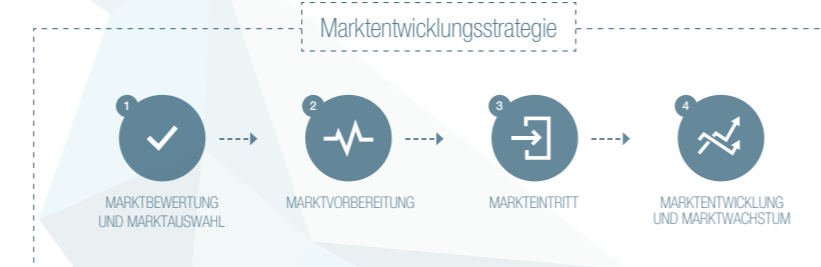 Marktentwicklungsstrategie
1
2
3
4
MARKTBEWERTUNG
UND MARKTAUSWAHL
MARKTVORBEREITUNG
MARKTEINTRITT
MARKTENTWICKLUNG
UND MARKTWACHSTUM